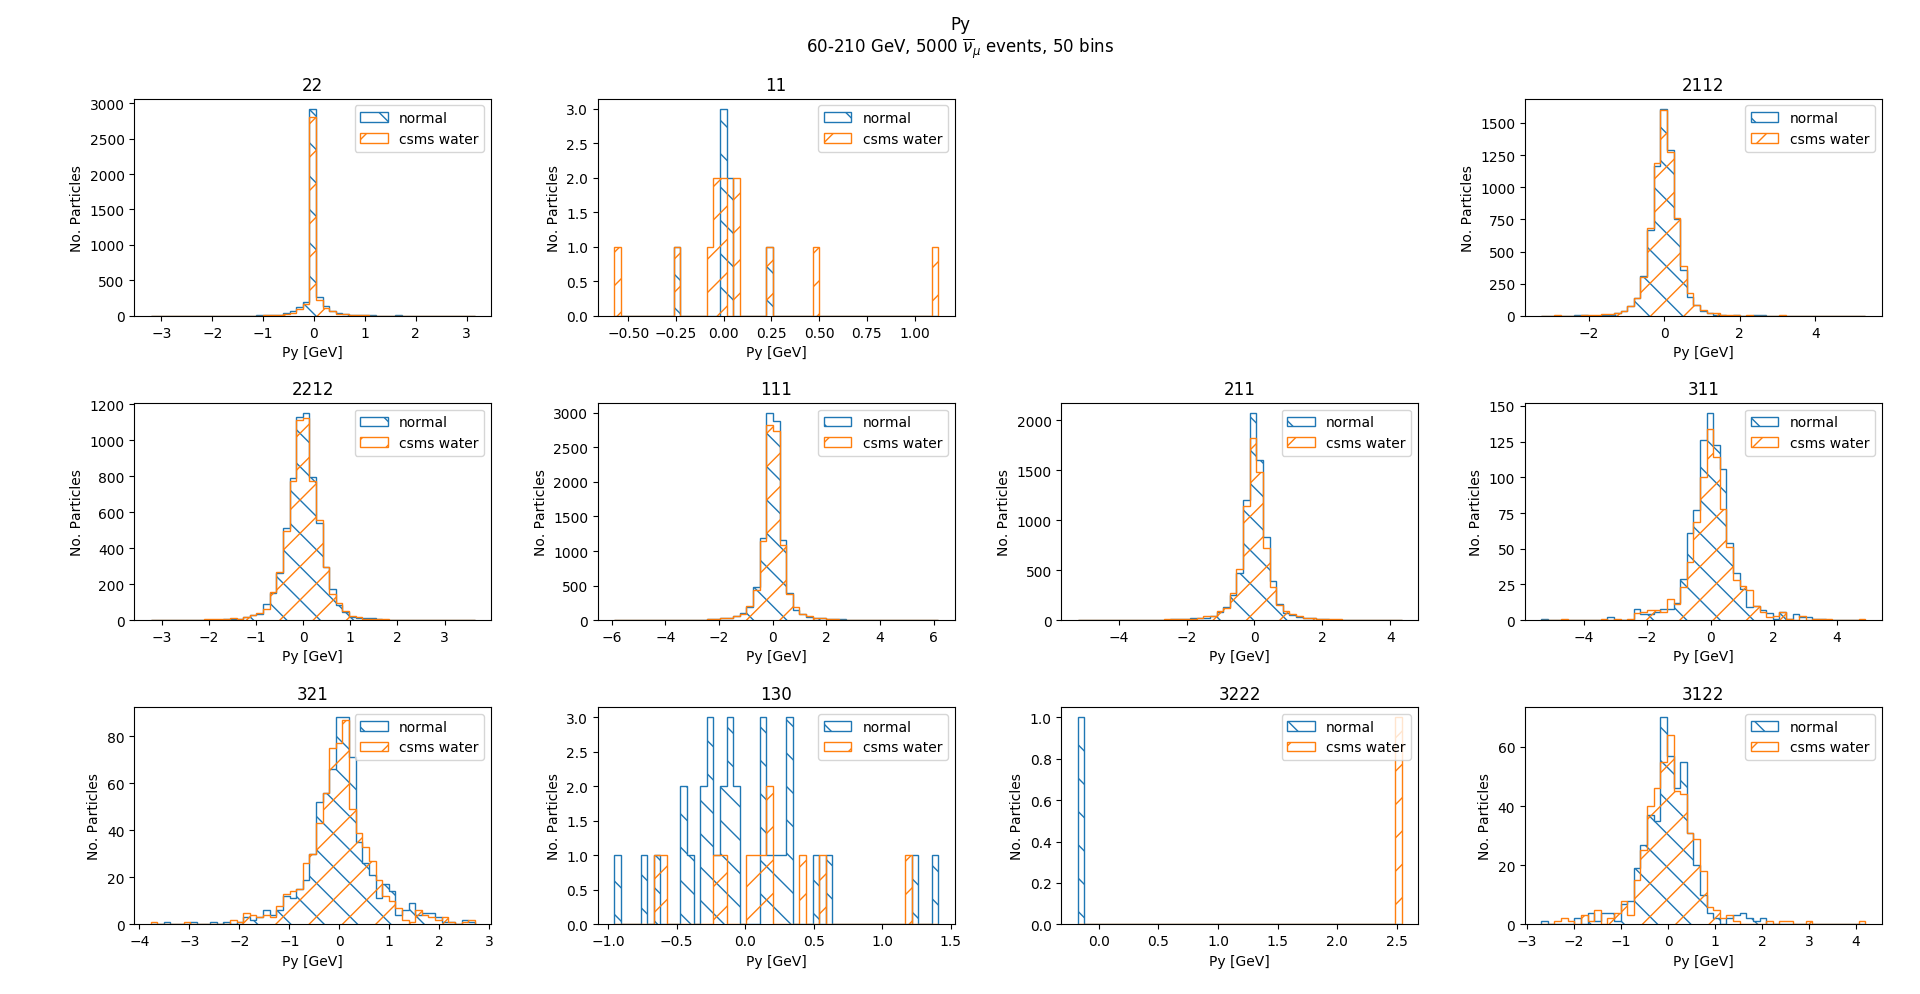 Py
60-210 GeV, 5000 ν̅μ events, 50 bins
22
normal
csms water
No. Particles
3000
2500
2000
1500
1000
500
0
−3 −2 −1 0 1 2 3
Py [GeV]
11
normal
csms water
No. Particles
3.0
2.5
2.0
1.5
1.0
0.5
0.0
−0.50 −0.25 0.00 0.25 0.50 0.75 1.00
Py [GeV]
2112
normal
csms water
No. Particles
1500
1250
1000
750
500
250
0
−2 0 2 4
Py [GeV]
2212
normal
csms water
No. Particles
1200
1000
800
600
400
200
0
−3 −2 −1 0 1 2 3
Py [GeV]
111
normal
csms water
No. Particles
3000
2500
2000
1500
1000
500
0
−6 −4 −2 0 2 4 6
Py [GeV]
211
normal
csms water
No. Particles
2000
1500
1000
500
0
−4 −2 0 2 4
Py [GeV]
311
normal
csms water
No. Particles
150
125
100
75
50
25
0
−4 −2 0 2 4
Py [GeV]
321
normal
csms water
No. Particles
80
60
40
20
0
−4 −3 −2 −1 0 1 2 3
Py [GeV]
130
normal
csms water
No. Particles
3.0
2.5
2.0
1.5
1.0
0.5
0.0
−1.0 −0.5 0.0 0.5 1.0 1.5
Py [GeV]
3222
normal
csms water
No. Particles
1.0
0.8
0.6
0.4
0.2
0.0
0.0 0.5 1.0 1.5 2.0 2.5
Py [GeV]
3122
normal
csms water
No. Particles
60
40
20
0
−3 −2 −1 0 1 2 3 4
Py [GeV]